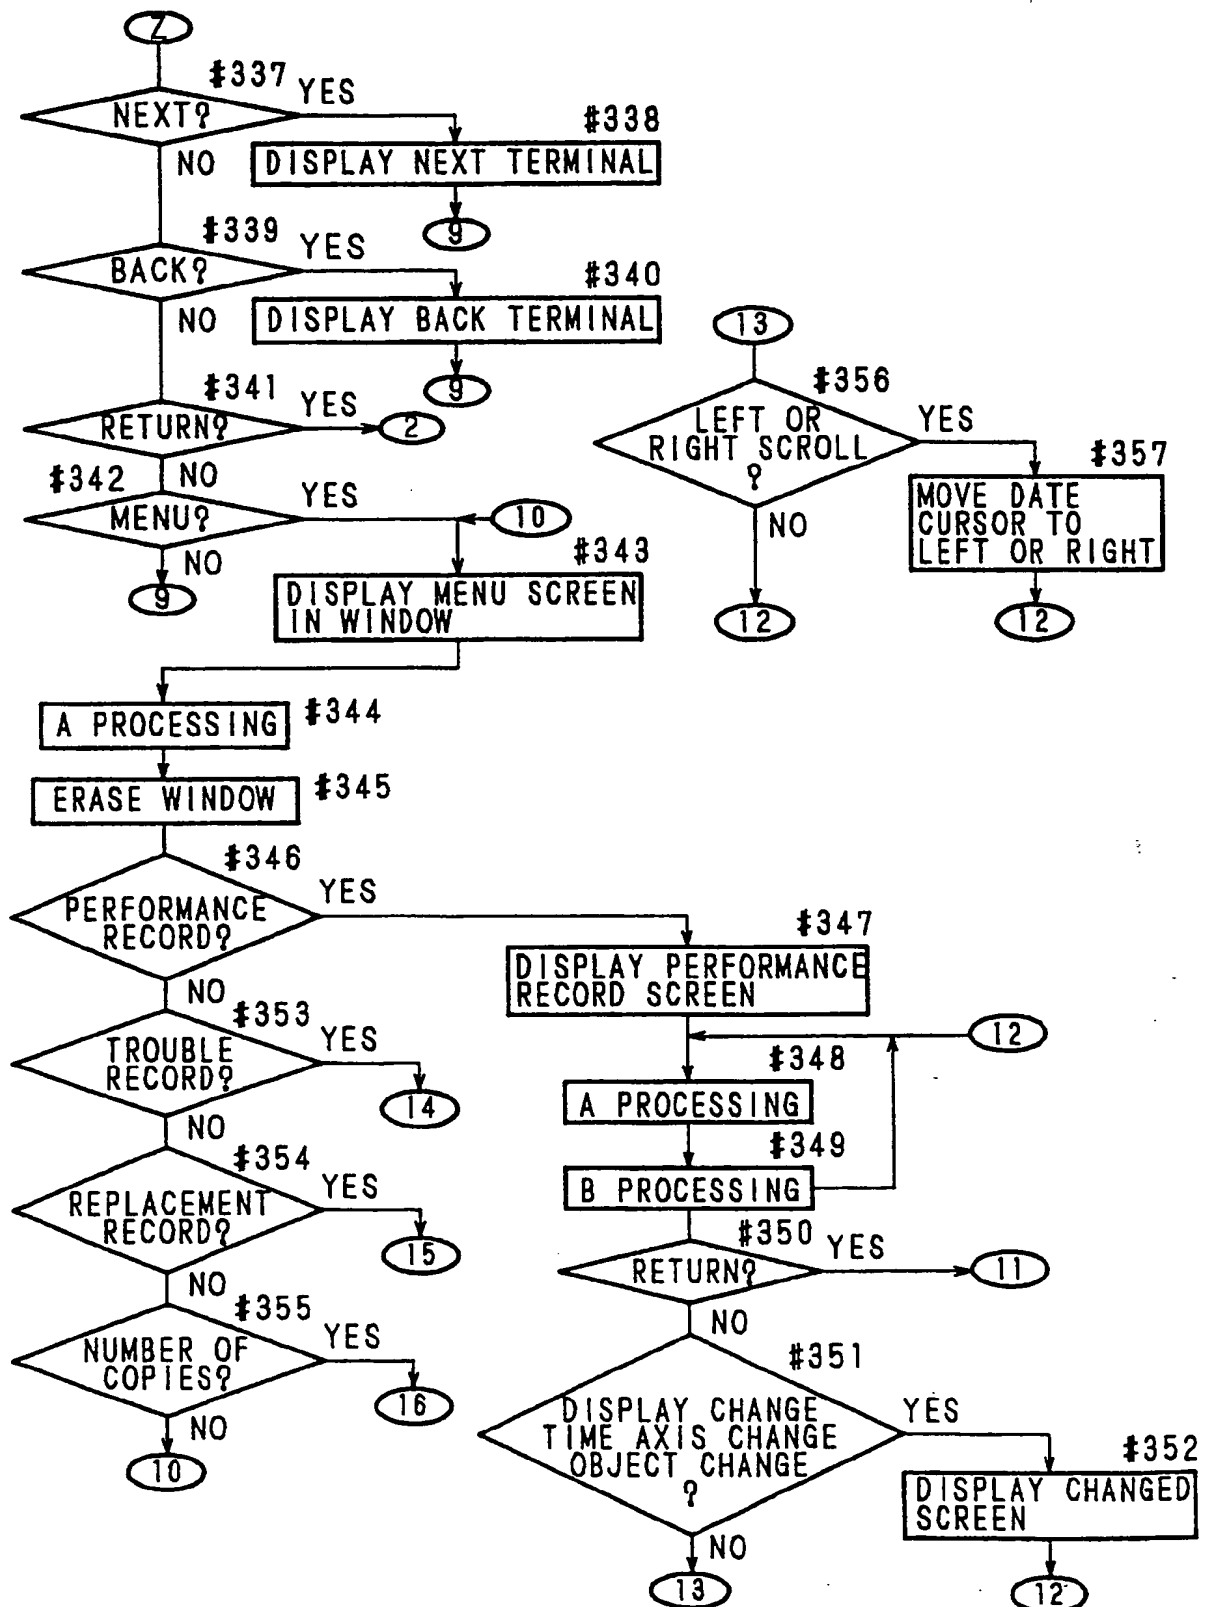 Z
#337
YES
NEXT?
NO
#338
DISPLAY NEXT TERMINAL
9
#339
YES
BACK?
NO
#340
DISPLAY BACK TERMINAL
9
#341
YES
RETURN?
2
NO
#342
YES
MENU?
10
NO
9
#343
DISPLAY MENU SCREEN
IN WINDOW
13
#356
LEFT OR
RIGHT SCROLL
?
YES
NO
#357
MOVE DATE
CURSOR TO
LEFT OR RIGHT
12
12
A PROCESSING
#344
ERASE WINDOW
#345
#346
PERFORMANCE
RECORD?
YES
NO
#347
DISPLAY PERFORMANCE
RECORD SCREEN
12
#353
TROUBLE
RECORD?
YES
14
NO
#348
A PROCESSING
#349
B PROCESSING
#354
REPLACEMENT
RECORD?
YES
15
NO
#350
RETURN?
YES
11
NO
#355
NUMBER OF
COPIES?
YES
16
NO
10
#351
DISPLAY CHANGE
TIME AXIS CHANGE
OBJECT CHANGE
?
YES
NO
13
#352
DISPLAY CHANGED
SCREEN
12